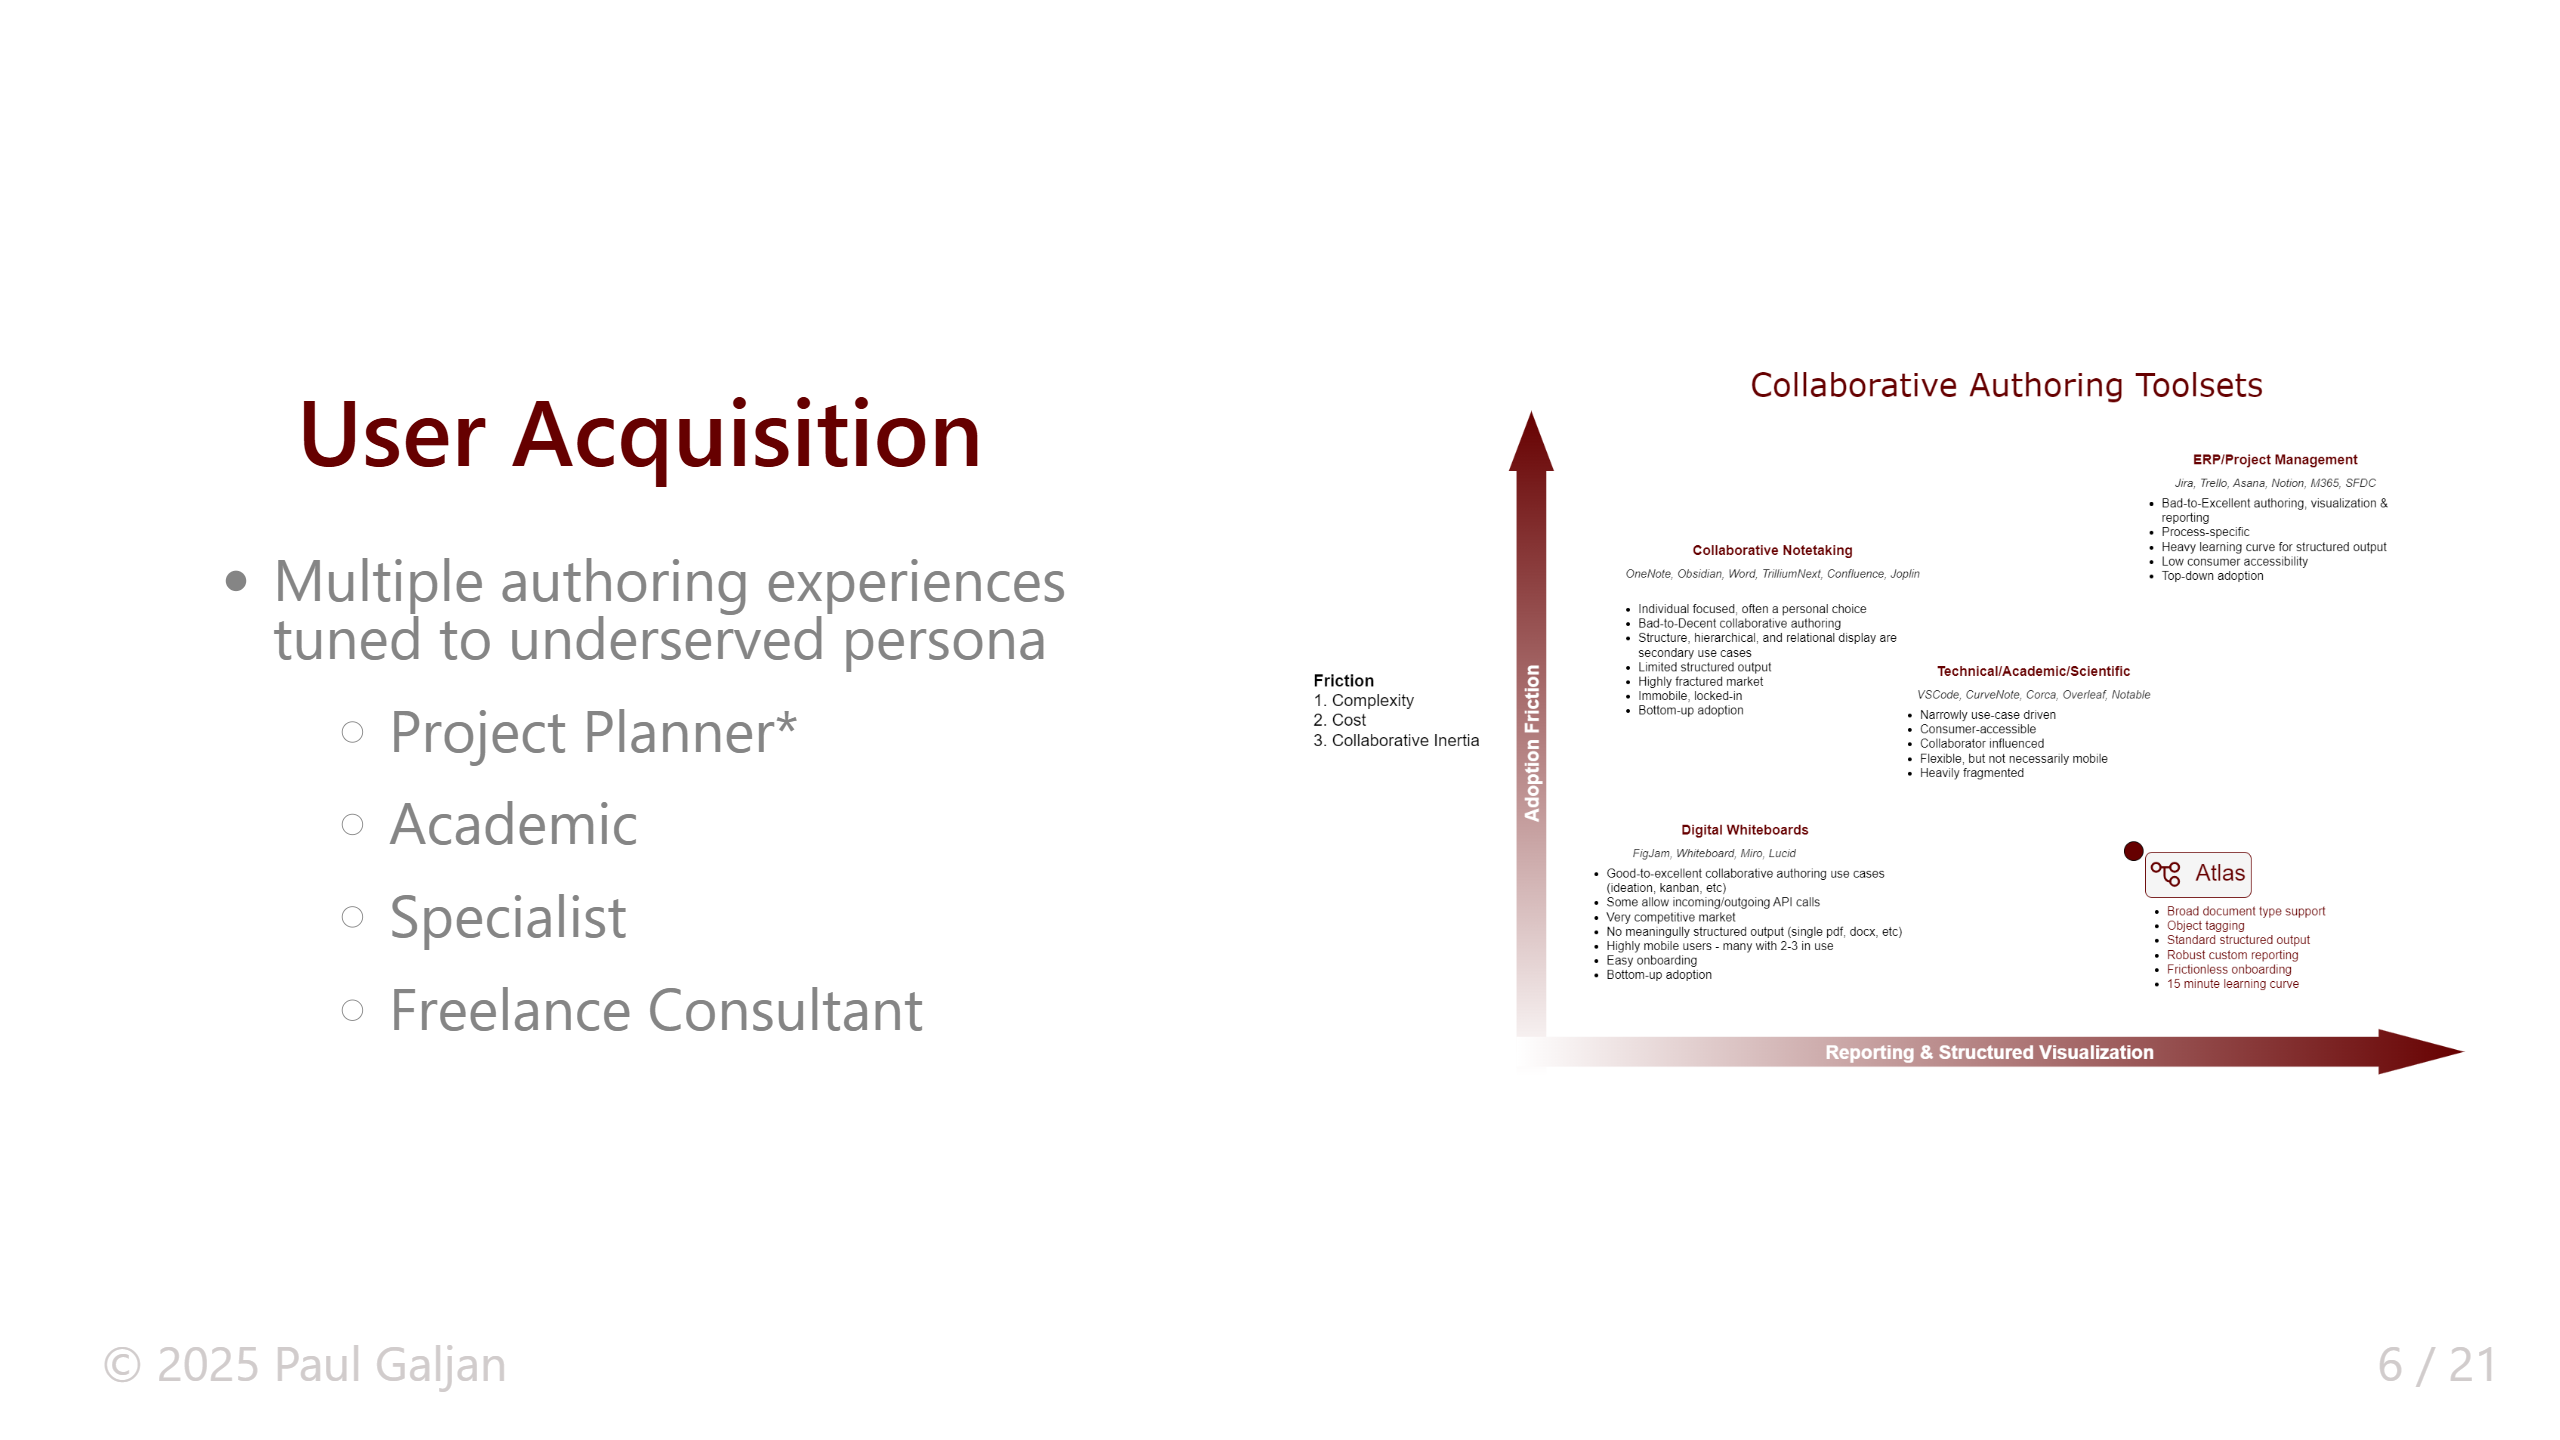 User Acquisition
• Multiple authoring experiences
tuned to underserved persona
○ Project Planner*
○ Academic
○ Specialist
○ Freelance Consultant
Collaborative Authoring Toolsets
Friction
1. Complexity
2. Cost
3. Collaborative Inertia
Adoption Friction
ERP/Project Management
Jira, Trello, Asana, Notion, M365, SFDC
• Bad-to-Excellent authoring, visualization &
reporting
• Process-specific
• Heavy learning curve for structured output
• Low consumer accessibility
• Top-down adoption
Collaborative Notetaking
OneNote, Obsidian, Word, TrilliumNext, Confluence, Joplin
• Individual focused, often a personal choice
• Bad-to-Decent collaborative authoring
• Structure, hierarchical, and relational display are
secondary use cases
• Limited structured output
• Highly fractured market
• Immobile, locked-in
• Bottom-up adoption
Technical/Academic/Scientific
VSCode, CurveNote, Corca, Overleaf, Notable
• Narrowly use-case driven
• Consumer-accessible
• Collaborator influenced
• Flexible, but not necessarily mobile
• Heavily fragmented
Digital Whiteboards
FigJam, Whiteboard, Miro, Lucid
• Good-to-excellent collaborative authoring use cases
(ideation, kanban, etc)
• Some allow incoming/outgoing API calls
• Very competitive market
• No meaningully structured output (single pdf, docx, etc)
• Highly mobile users - many with 2-3 in use
• Easy onboarding
• Bottom-up adoption
Atlas
• Broad document type support
• Object tagging
• Standard structured output
• Robust custom reporting
• Frictionless onboarding
• 15 minute learning curve
Reporting & Structured Visualization
© 2025 Paul Galjan
6 / 21